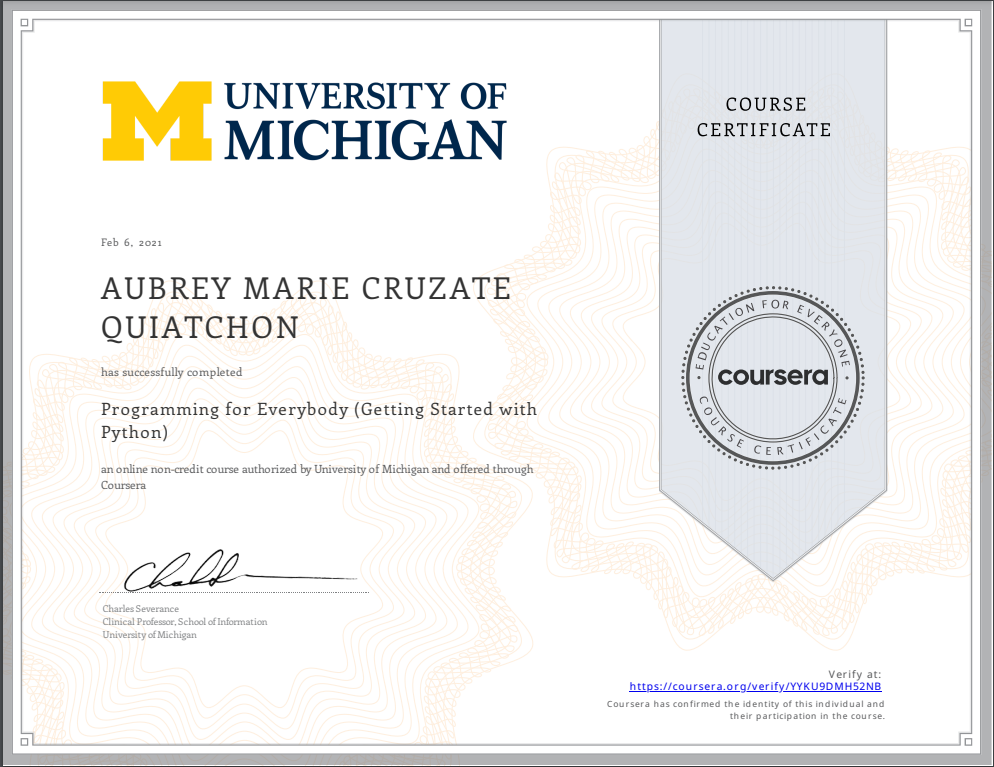 UNIVERSITY OF
MICHIGAN
COURSE
CERTIFICATE
Feb 6, 2021
AUBREY MARIE CRUZATE
QUIATCHON
has successfully completed
Programming for Everybody (Getting Started with
Python)
an online non-credit course authorized by University of Michigan and offered through
Coursera
EDUCATION FOR EVERYONE
coursera
COURSE CERTIFICATE
Charles Severance
Clinical Professor, School of Information
University of Michigan
Verify at:
https://coursera.org/verify/YYKU9DMH52NB
Coursera has confirmed the identity of this individual and
their participation in the course.